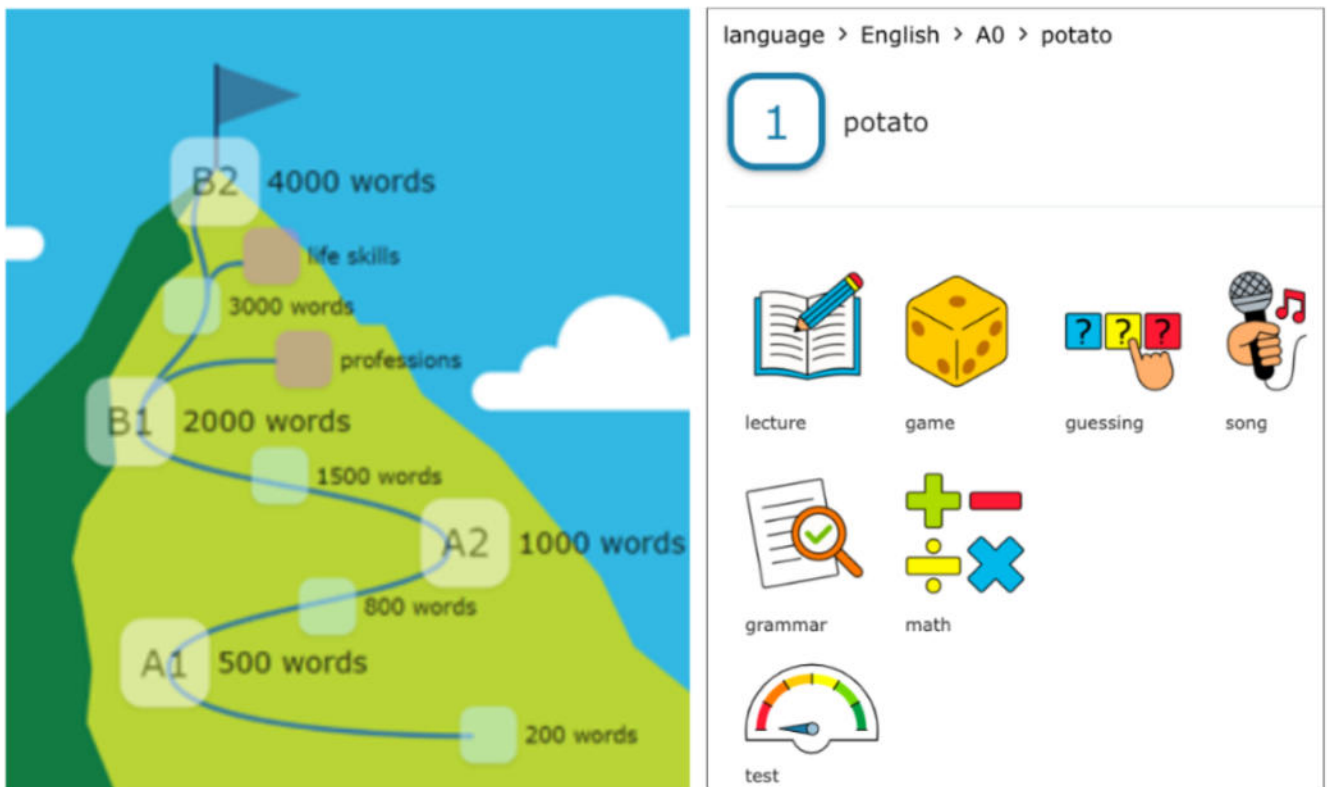 B2 4000 words
life skills
3000 words
professions
B1 2000 words
1500 words
A2 1000 words
800 words
A1 500 words
200 words
language > English > A0 > potato
1 potato
? ? ?
lecture game guessing song
grammar math
test